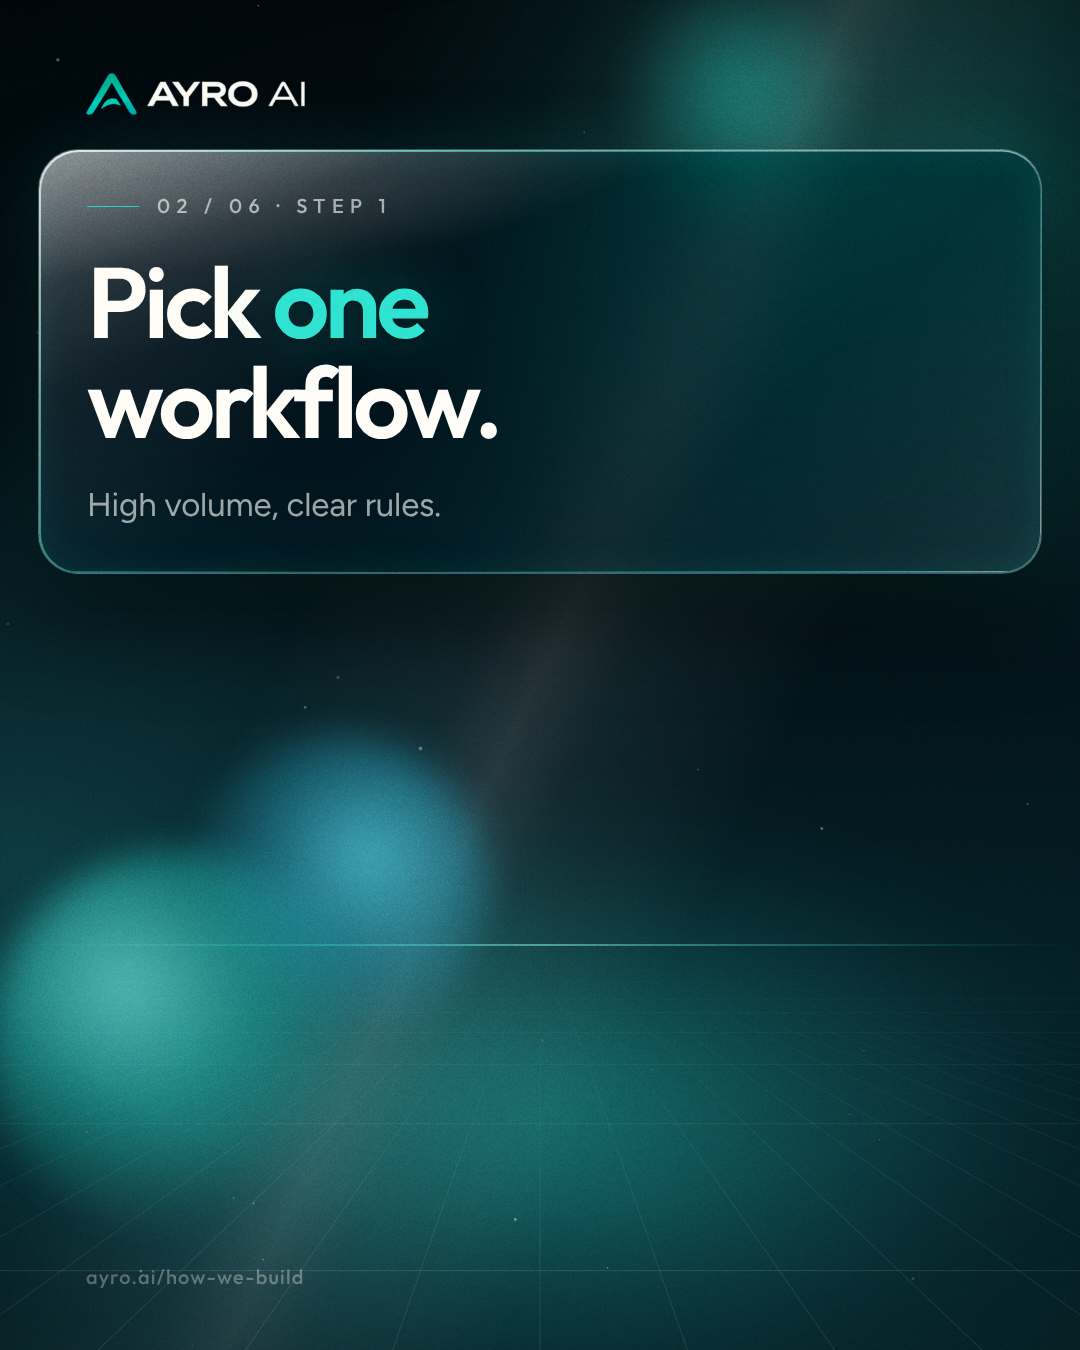 AYRO AI
02 / 06 · STEP 1
Pick one
workflow.
High volume, clear rules.
ayro.ai/how-we-build